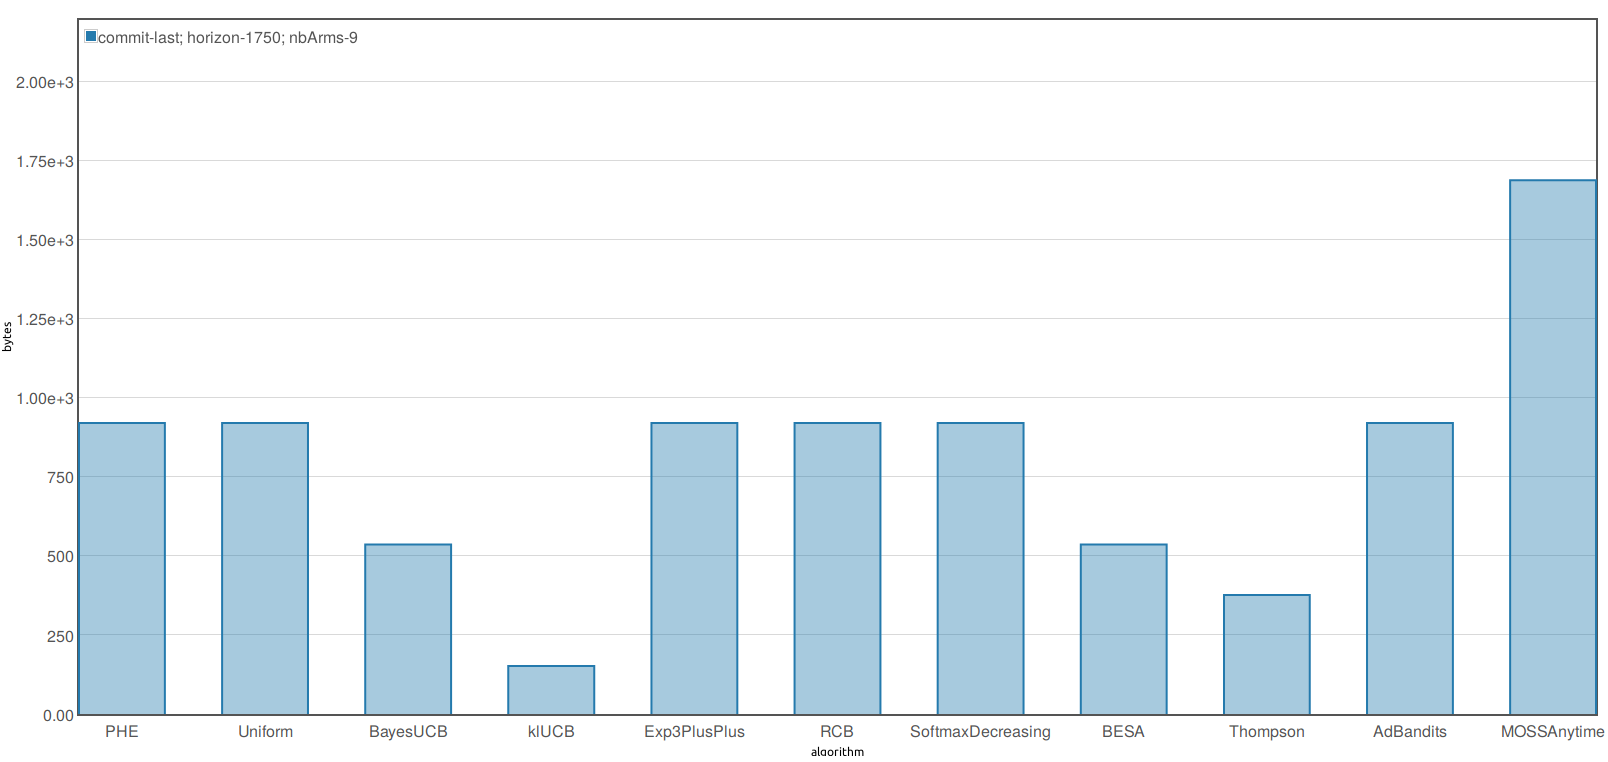 commit-last; horizon-1750; nbArms-9
2.00e+3
1.75e+3
1.50e+3
1.25e+3
1.00e+3
750
500
250
0.00
bytes
PHE Uniform BayesUCB klUCB Exp3PlusPlus RCB SoftmaxDecreasing BESA Thompson AdBandits MOSSAnytime
algorithm